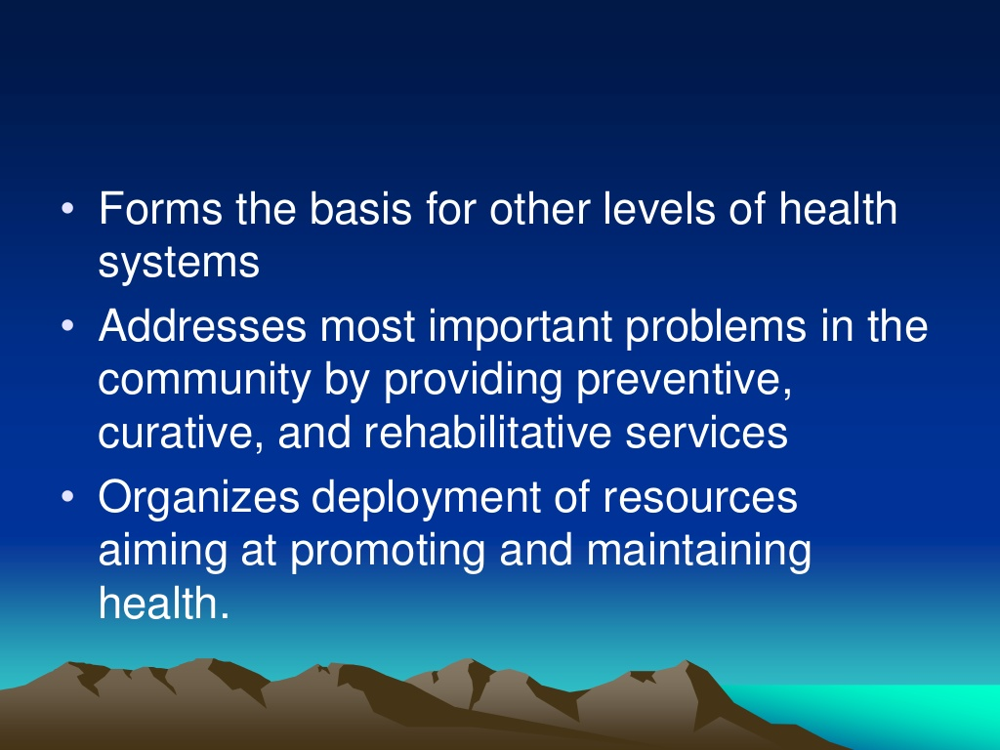 • Forms the basis for other levels of health
systems
• Addresses most important problems in the
community by providing preventive,
curative, and rehabilitative services
• Organizes deployment of resources
aiming at promoting and maintaining
health.